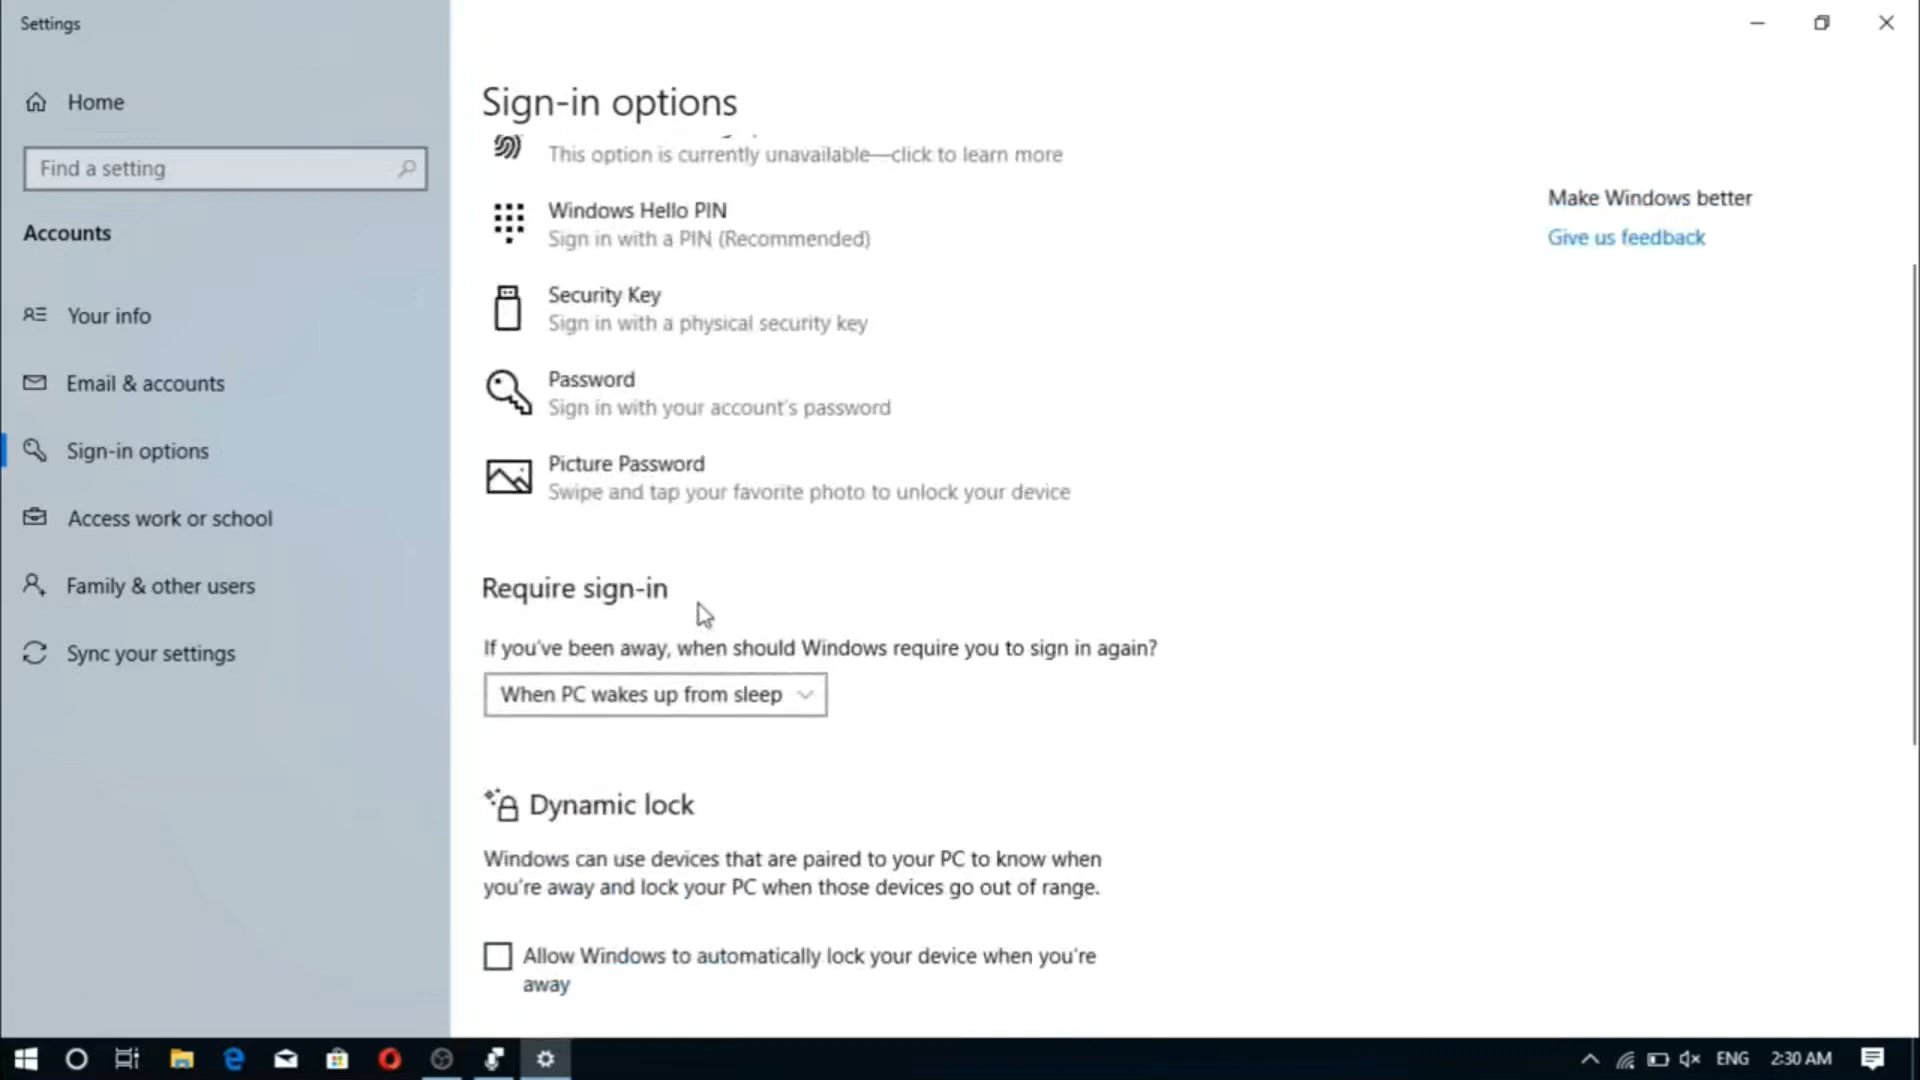 Settings
Home
Find a setting
Accounts
Your info
Email & accounts
Sign-in options
Access work or school
Family & other users
Sync your settings
Sign-in options
This option is currently unavailable—click to learn more
Windows Hello PIN
Sign in with a PIN (Recommended)
Security Key
Sign in with a physical security key
Password
Sign in with your account's password
Picture Password
Swipe and tap your favorite photo to unlock your device
Require sign-in
If you've been away, when should Windows require you to sign in again?
When PC wakes up from sleep
Dynamic lock
Windows can use devices that are paired to your PC to know when
you're away and lock your PC when those devices go out of range.
Allow Windows to automatically lock your device when you're
away
Make Windows better
Give us feedback
ENG
2:30 AM